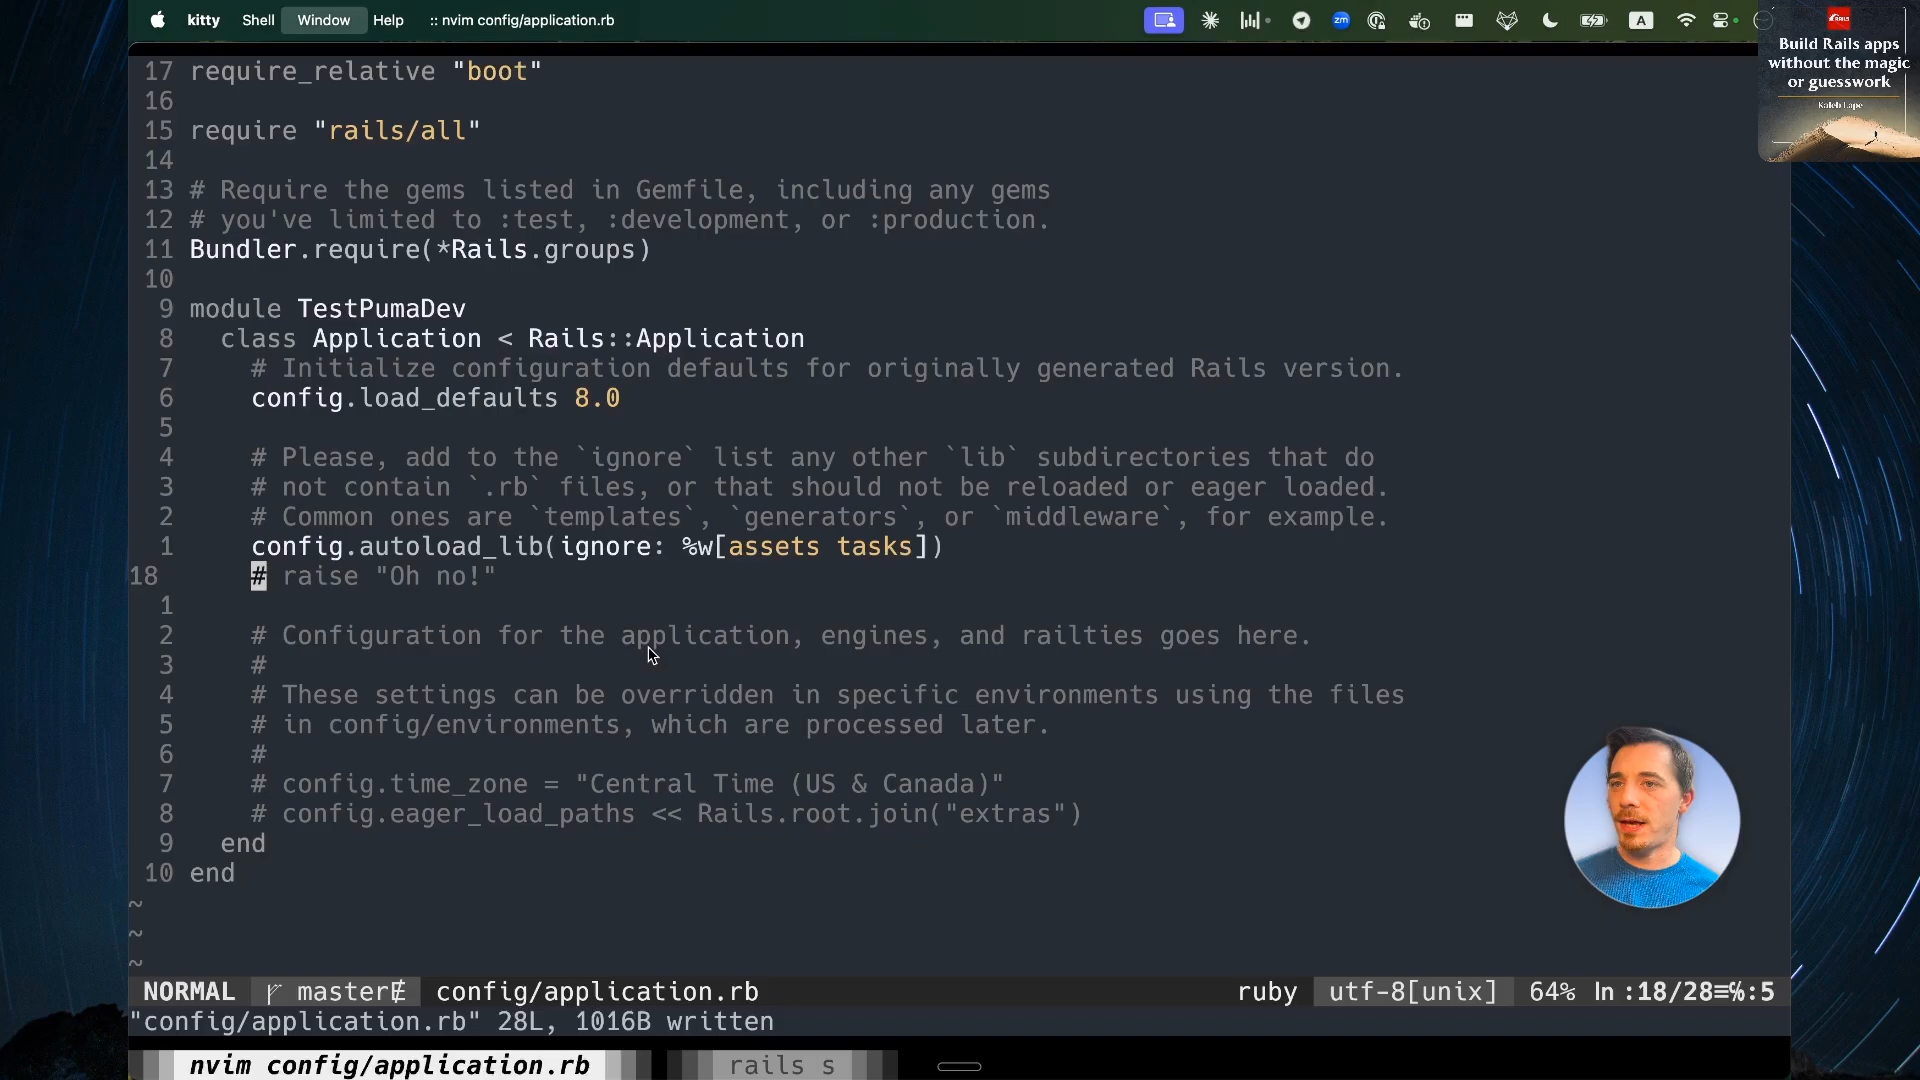 kitty Shell Window Help :: nvim config/application.rb
zm
A
RAILS
Build Rails apps
without the magic
or guesswork
Kaleb Lape
17 require_relative "boot"
16
15 require "rails/all"
14
13 # Require the gems listed in Gemfile, including any gems
12 # you've limited to :test, :development, or :production.
11 Bundler.require(*Rails.groups)
10
9 module TestPumaDev
8 class Application < Rails::Application
7 # Initialize configuration defaults for originally generated Rails version.
6 config.load_defaults 8.0
5
4 # Please, add to the `ignore` list any other `lib` subdirectories that do
3 # not contain `.rb` files, or that should not be reloaded or eager loaded.
2 # Common ones are `templates`, `generators`, or `middleware`, for example.
1 config.autoload_lib(ignore: %w[assets tasks])
18 # raise "Oh no!"
1
2 # Configuration for the application, engines, and railties goes here.
3 #
4 # These settings can be overridden in specific environments using the files
5 # in config/environments, which are processed later.
6 #
7 # config.time_zone = "Central Time (US & Canada)"
8 # config.eager_load_paths << Rails.root.join("extras")
9 end
10 end
~
~
~
NORMAL master config/application.rb ruby utf-8[unix] 64% ln :18/28≡℅:5
"config/application.rb" 28L, 1016B written
nvim config/application.rb rails s